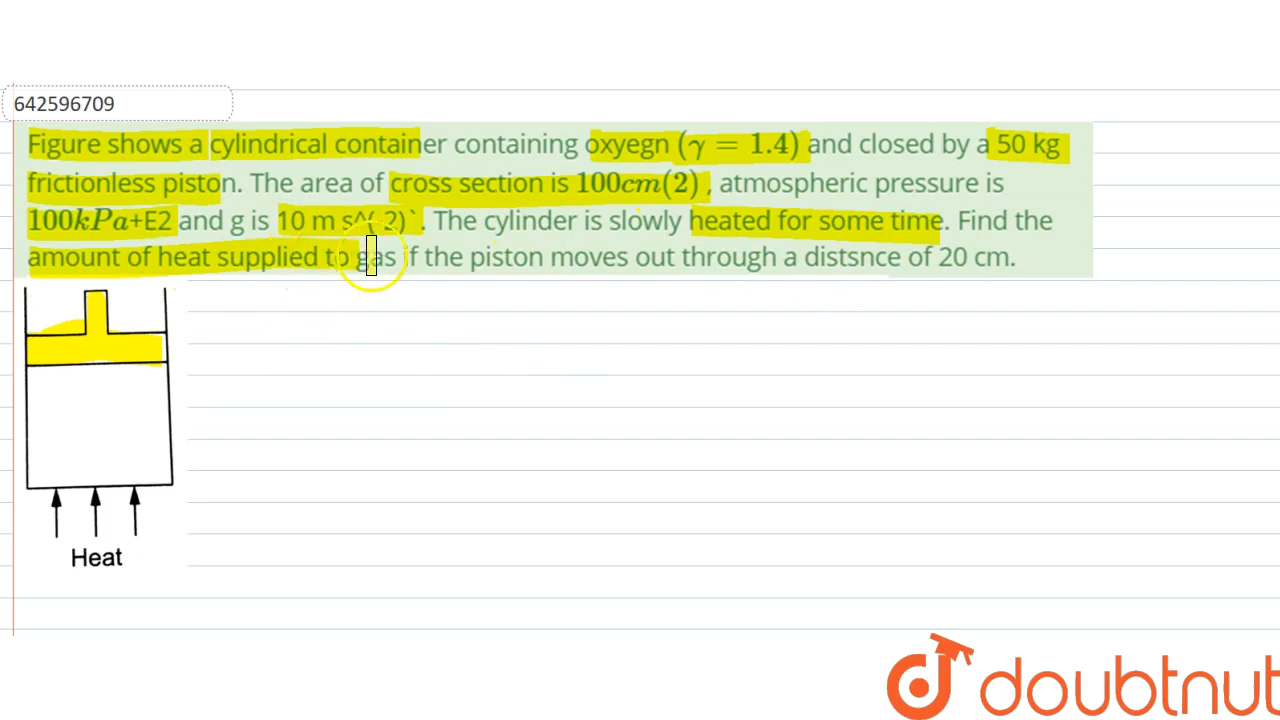 642596709
Figure shows a cylindrical container containing oxyegn (γ = 1.4) and closed by a 50 kg
frictionless piston. The area of cross section is 100cm(2) , atmospheric pressure is
100kPa+E2 and g is 10 m s^(-2)`. The cylinder is slowly heated for some time. Find the
amount of heat supplied to gas if the piston moves out through a distsnce of 20 cm.
Heat
doubtnut